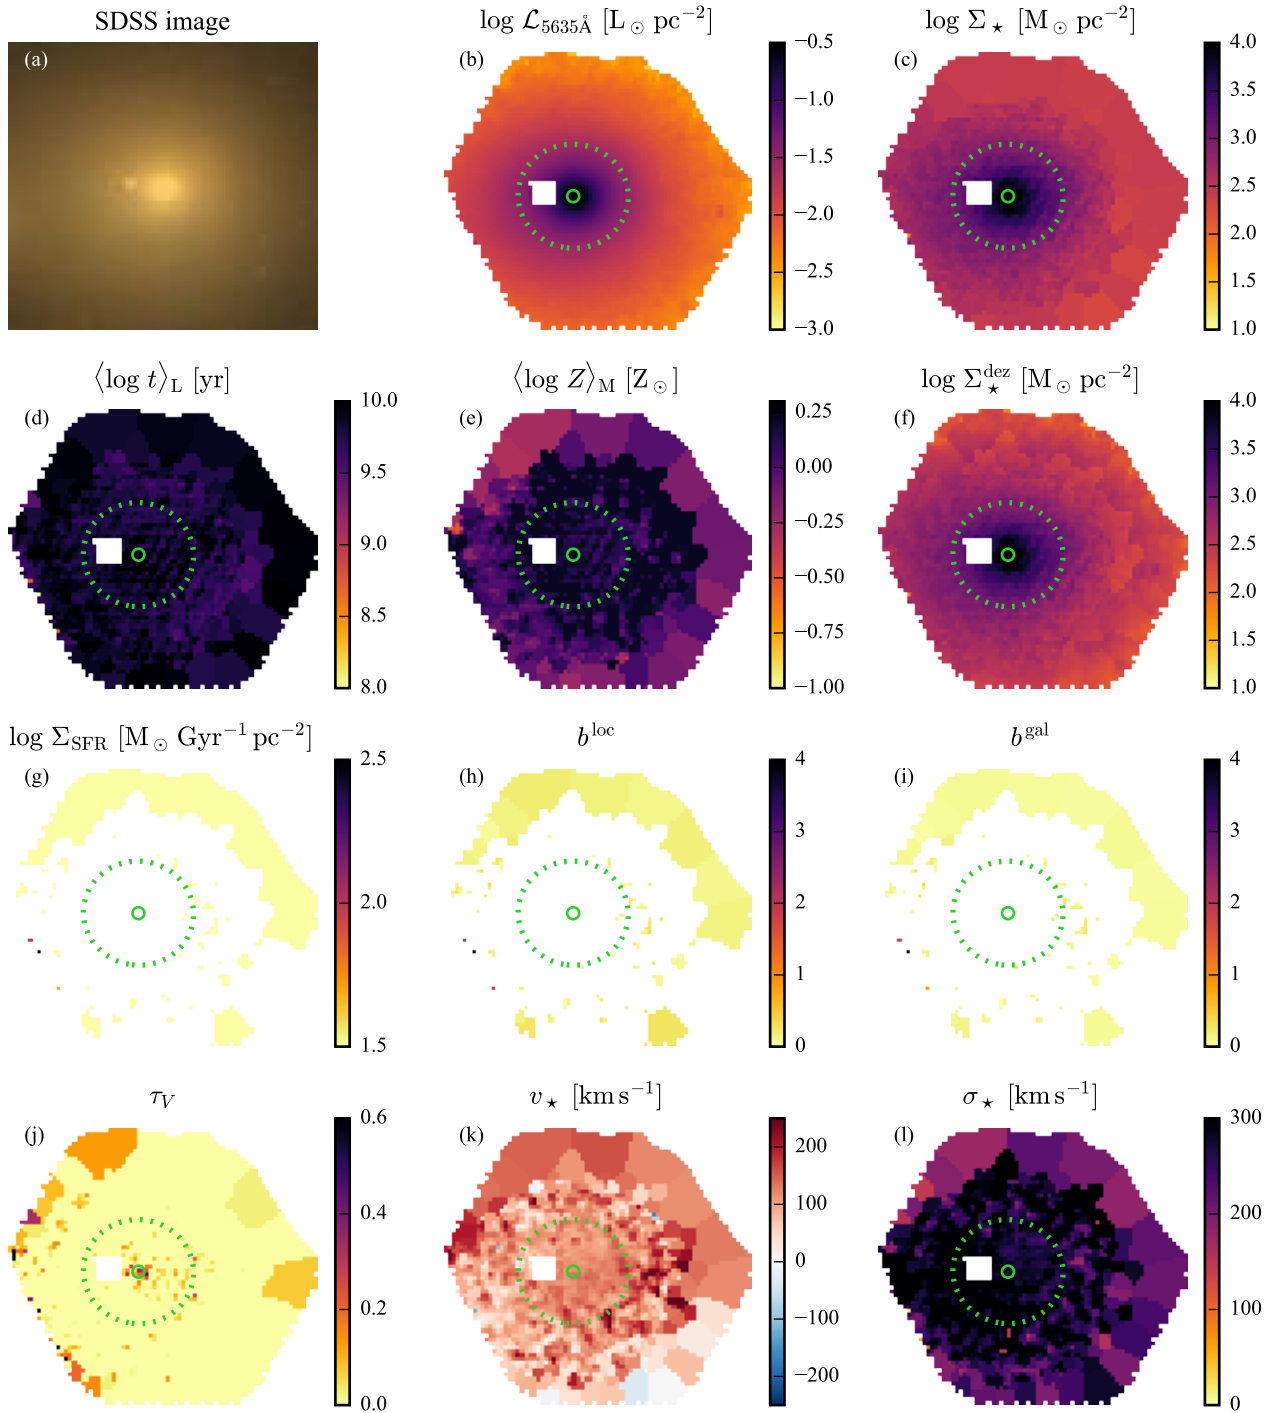 SDSS image
(a)
log ℒ₅₆₃₅Å [L⊙ pc⁻²]
(b)
−0.5
−1.0
−1.5
−2.0
−2.5
−3.0
log Σ⋆ [M⊙ pc⁻²]
(c)
4.0
3.5
3.0
2.5
2.0
1.5
1.0
⟨log t⟩L [yr]
(d)
10.0
9.5
9.0
8.5
8.0
⟨log Z⟩M [Z⊙]
(e)
0.25
0.00
−0.25
−0.50
−0.75
−1.00
log Σ⋆ᵈᵉᶻ [M⊙ pc⁻²]
(f)
4.0
3.5
3.0
2.5
2.0
1.5
1.0
log ΣSFR [M⊙ Gyr⁻¹ pc⁻²]
(g)
2.5
2.0
1.5
bˡᵒᶜ
(h)
4
3
2
1
0
bᵍᵃˡ
(i)
4
3
2
1
0
τV
(j)
0.6
0.4
0.2
0.0
v⋆ [km s⁻¹]
(k)
200
100
0
−100
−200
σ⋆ [km s⁻¹]
(l)
300
200
100
0